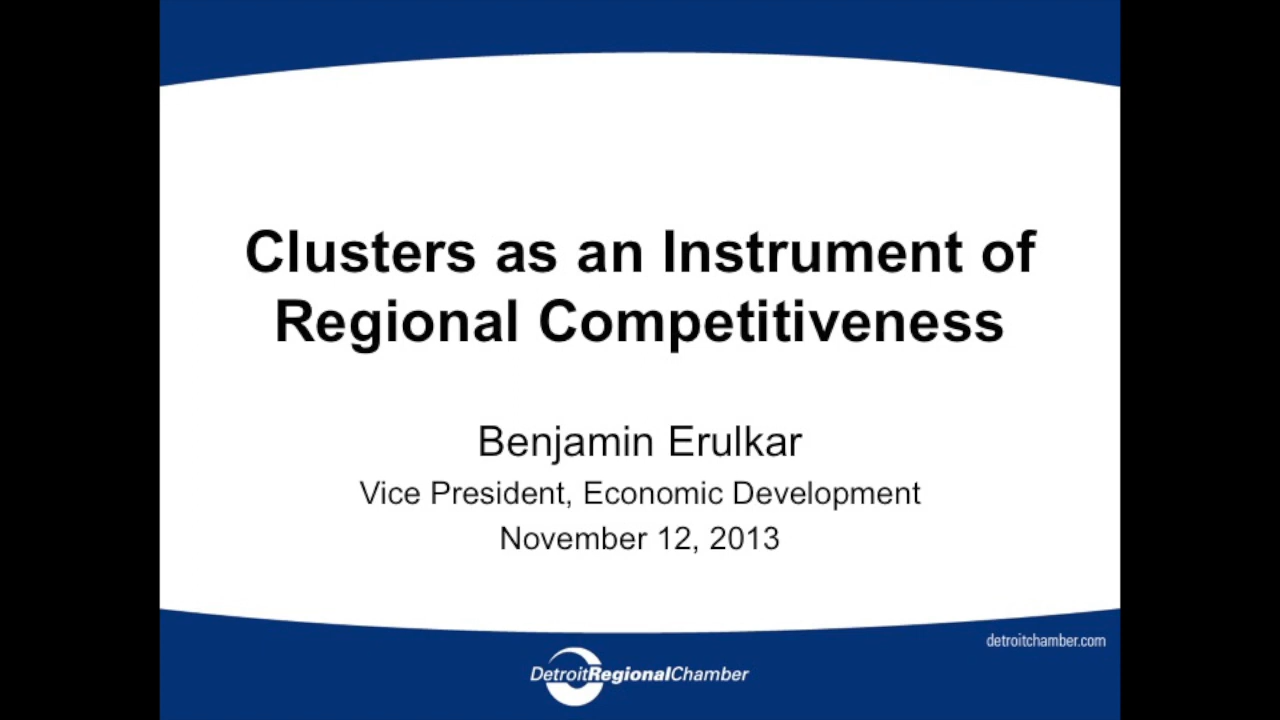 Clusters as an Instrument of
Regional Competitiveness
Benjamin Erulkar
Vice President, Economic Development
November 12, 2013
detroitchamber.com
DetroitRegionalChamber